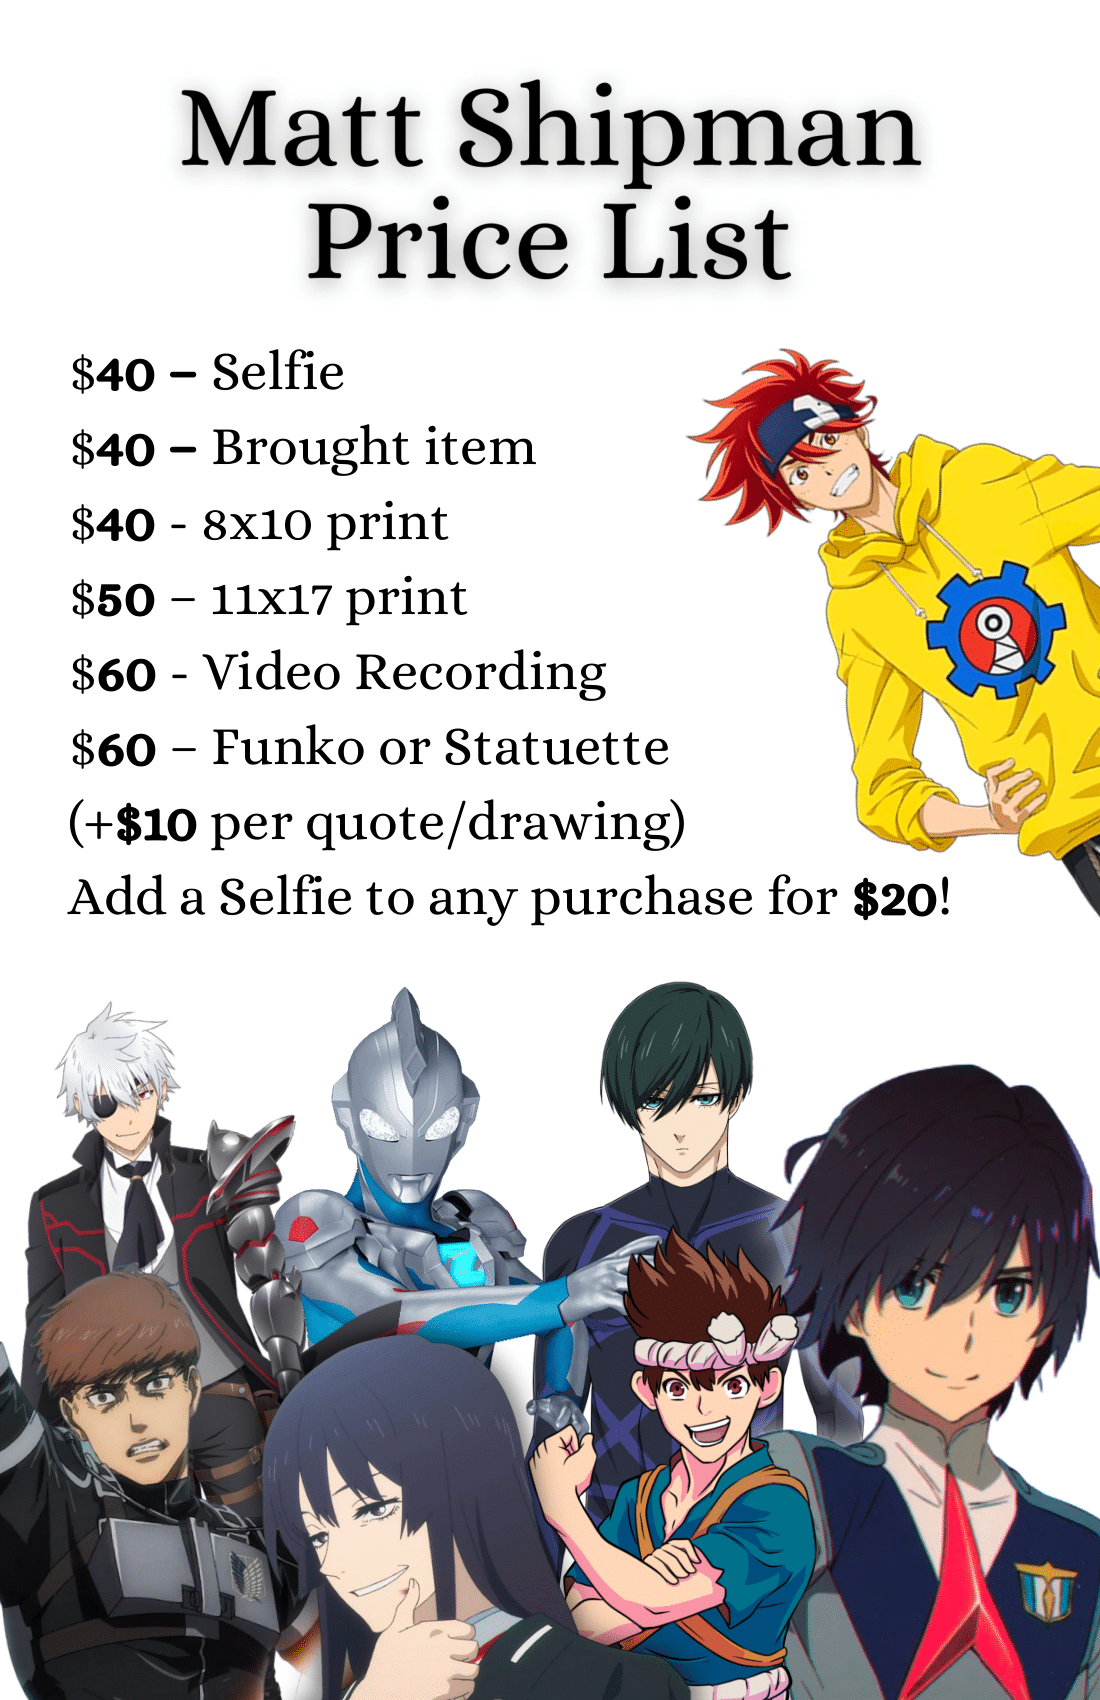 Matt Shipman
Price List
$40 – Selfie
$40 – Brought item
$40 - 8x10 print
$50 – 11x17 print
$60 - Video Recording
$60 – Funko or Statuette
(+$10 per quote/drawing)
Add a Selfie to any purchase for $20!